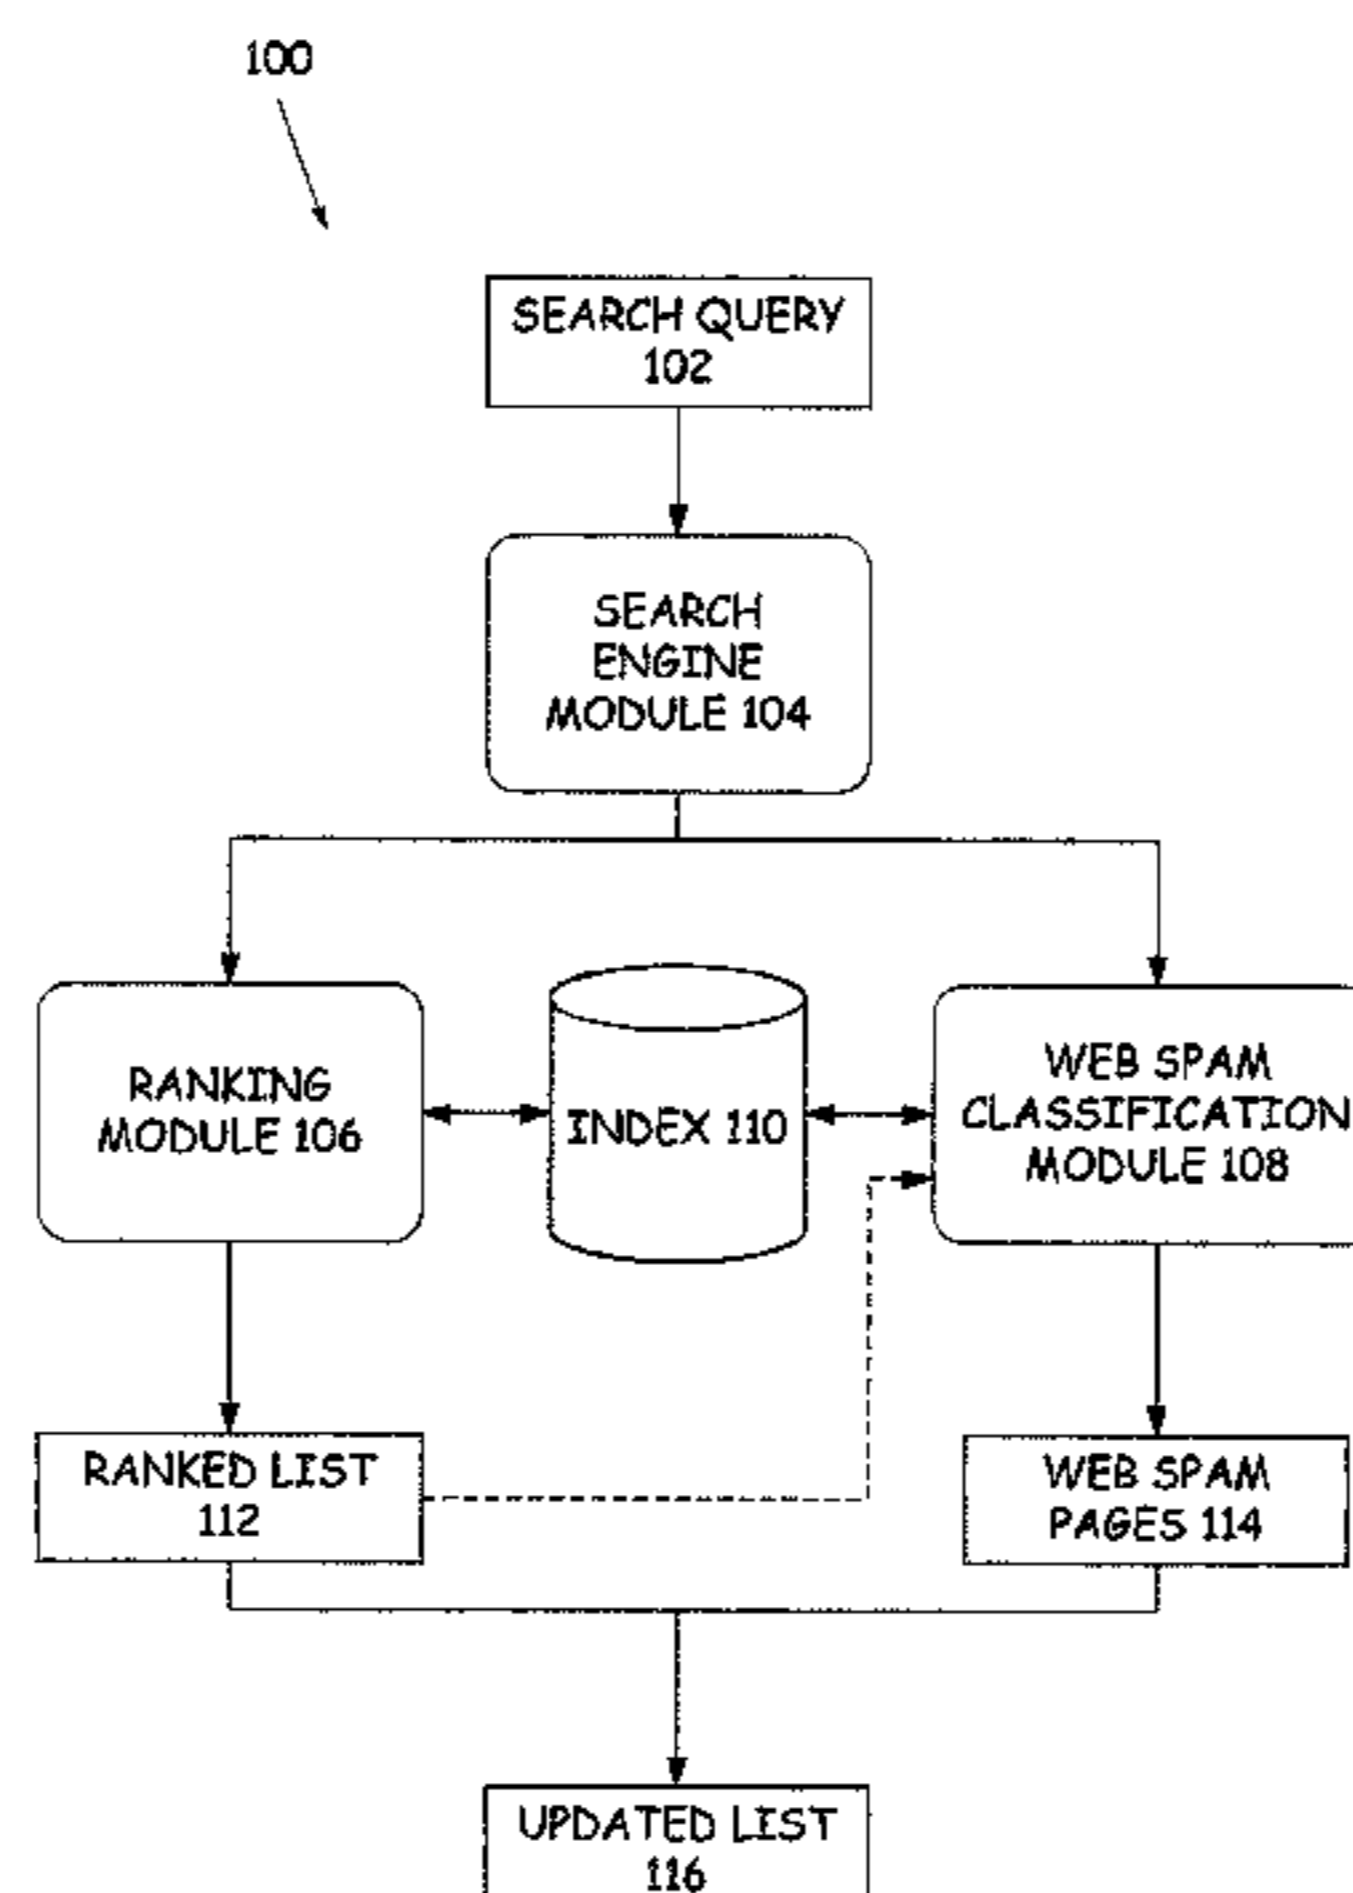 100
SEARCH QUERY
102
SEARCH
ENGINE
MODULE 104
RANKING
MODULE 106
INDEX 110
WEB SPAM
CLASSIFICATION
MODULE 108
RANKED LIST
112
WEB SPAM
PAGES 114
UPDATED LIST
116